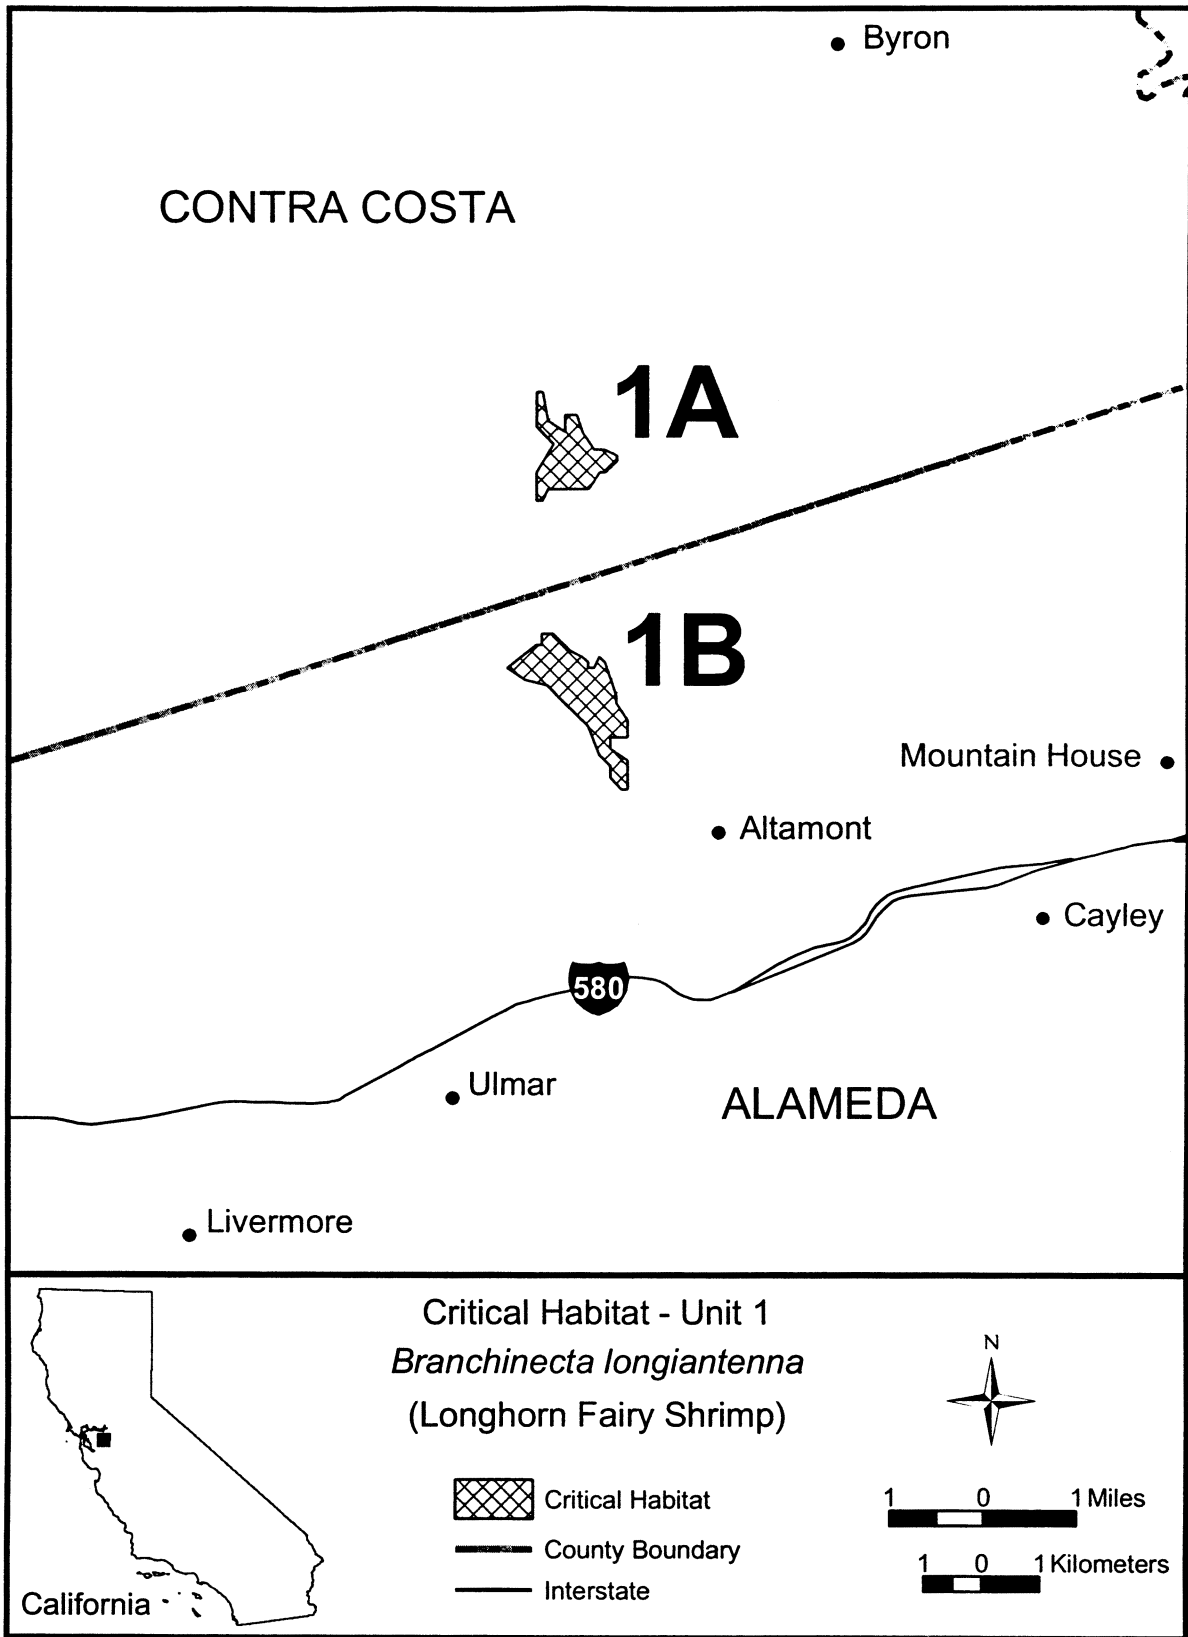 Byron
CONTRA COSTA
1A
1B
Mountain House
Altamont
Cayley
580
Ulmar
ALAMEDA
Livermore
Critical Habitat - Unit 1
Branchinecta longiantenna
(Longhorn Fairy Shrimp)
N
Critical Habitat
County Boundary
Interstate
1 0 1 Miles
1 0 1 Kilometers
California